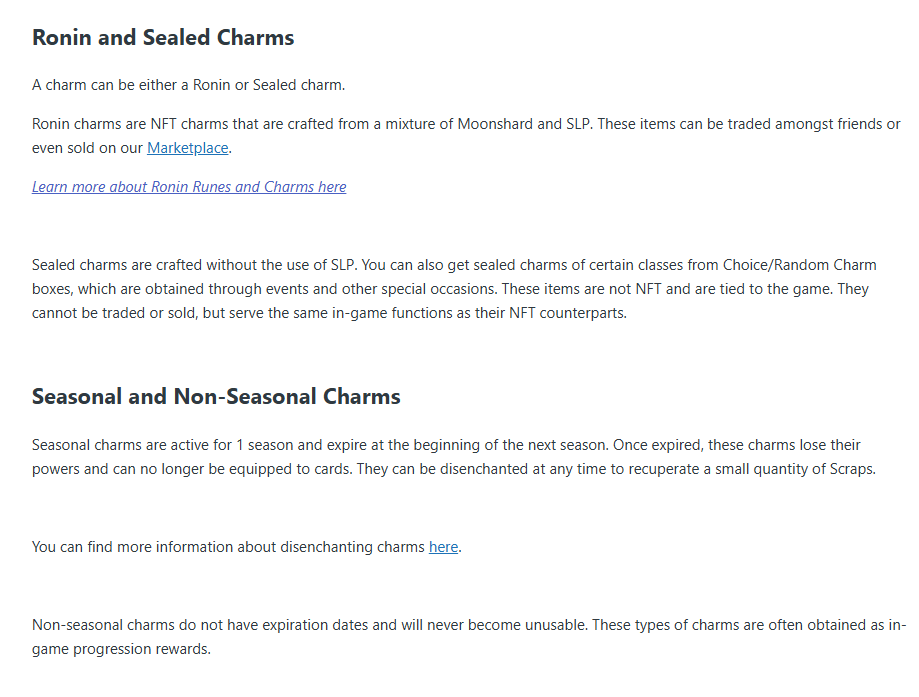 Ronin and Sealed Charms
A charm can be either a Ronin or Sealed charm.
Ronin charms are NFT charms that are crafted from a mixture of Moonshard and SLP. These items can be traded amongst friends or
even sold on our Marketplace.
Learn more about Ronin Runes and Charms here
Sealed charms are crafted without the use of SLP. You can also get sealed charms of certain classes from Choice/Random Charm
boxes, which are obtained through events and other special occasions. These items are not NFT and are tied to the game. They
cannot be traded or sold, but serve the same in-game functions as their NFT counterparts.
Seasonal and Non-Seasonal Charms
Seasonal charms are active for 1 season and expire at the beginning of the next season. Once expired, these charms lose their
powers and can no longer be equipped to cards. They can be disenchanted at any time to recuperate a small quantity of Scraps.
You can find more information about disenchanting charms here.
Non-seasonal charms do not have expiration dates and will never become unusable. These types of charms are often obtained as in-
game progression rewards.